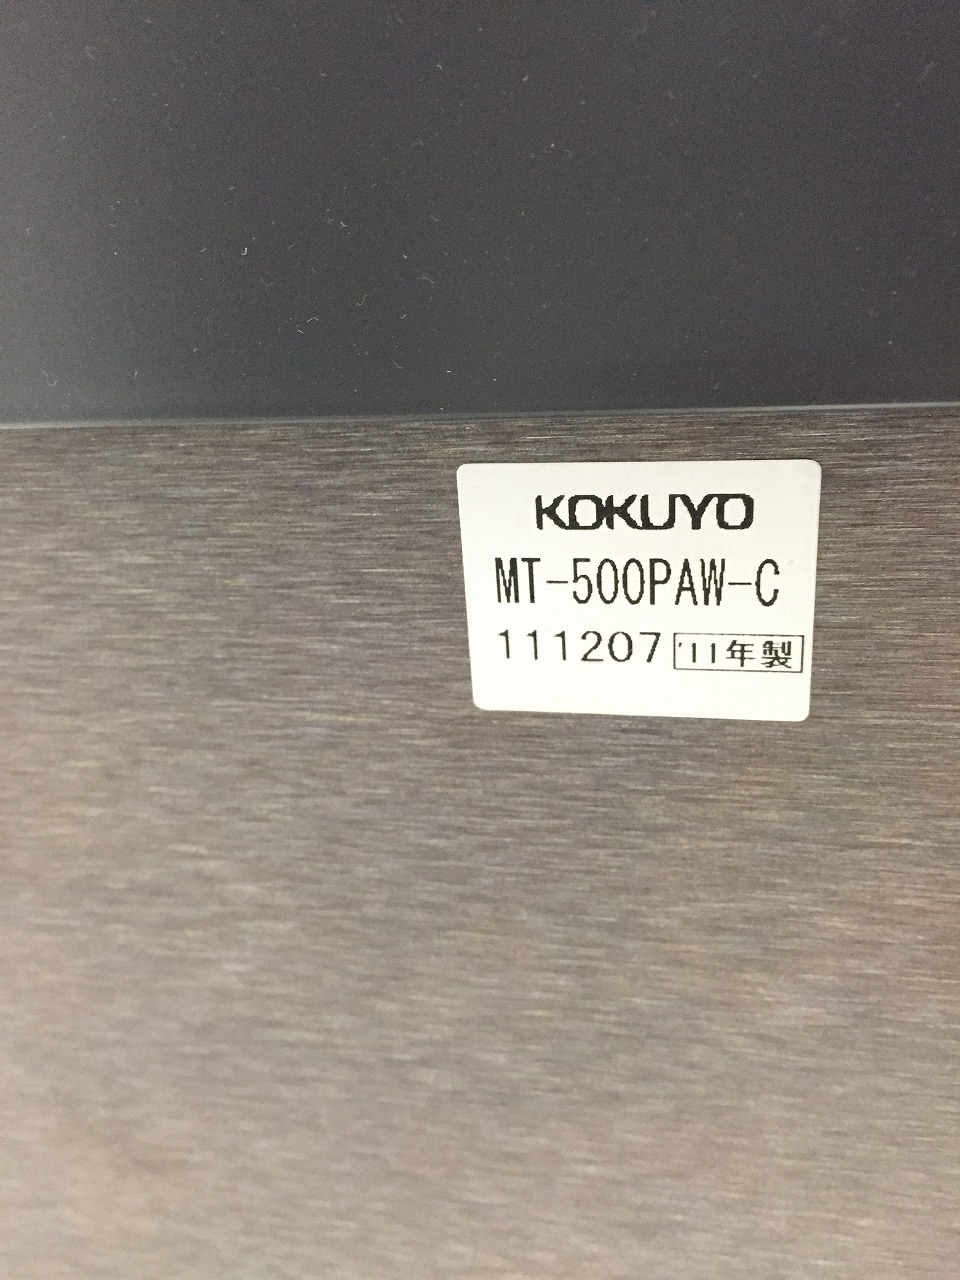 KOKUYO
MT-500PAW-C
111207 '11年製